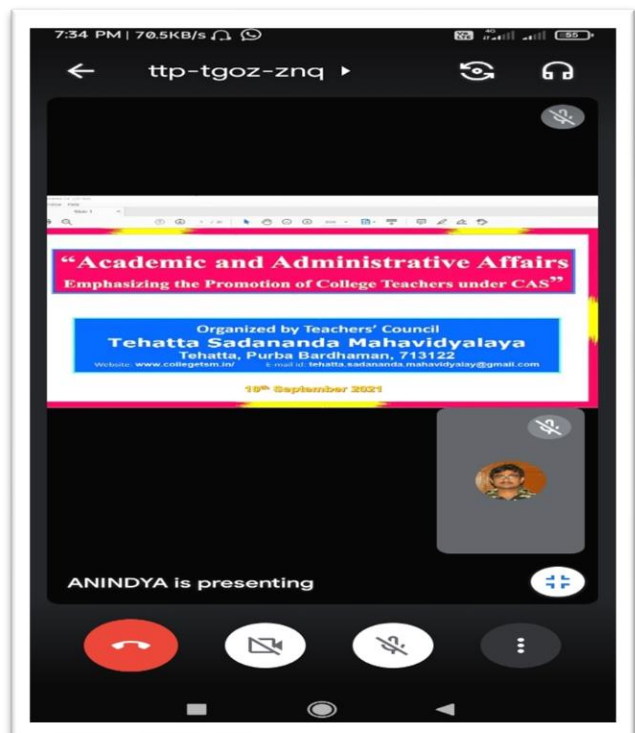 7:34 PM | 70.5KB/s
4G
55
ttp-tgoz-znq
“Academic and Administrative Affairs
Emphasizing the Promotion of College Teachers under CAS”
Organized by Teachers’ Council
Tehatta Sadananda Mahavidyalaya
Tehatta, Purba Bardhaman, 713122
Website: www.collegetsm.in/ E-mail id: tehatta.sadananda.mahavidyalay@gmail.com
September 2021
ANINDYA is presenting